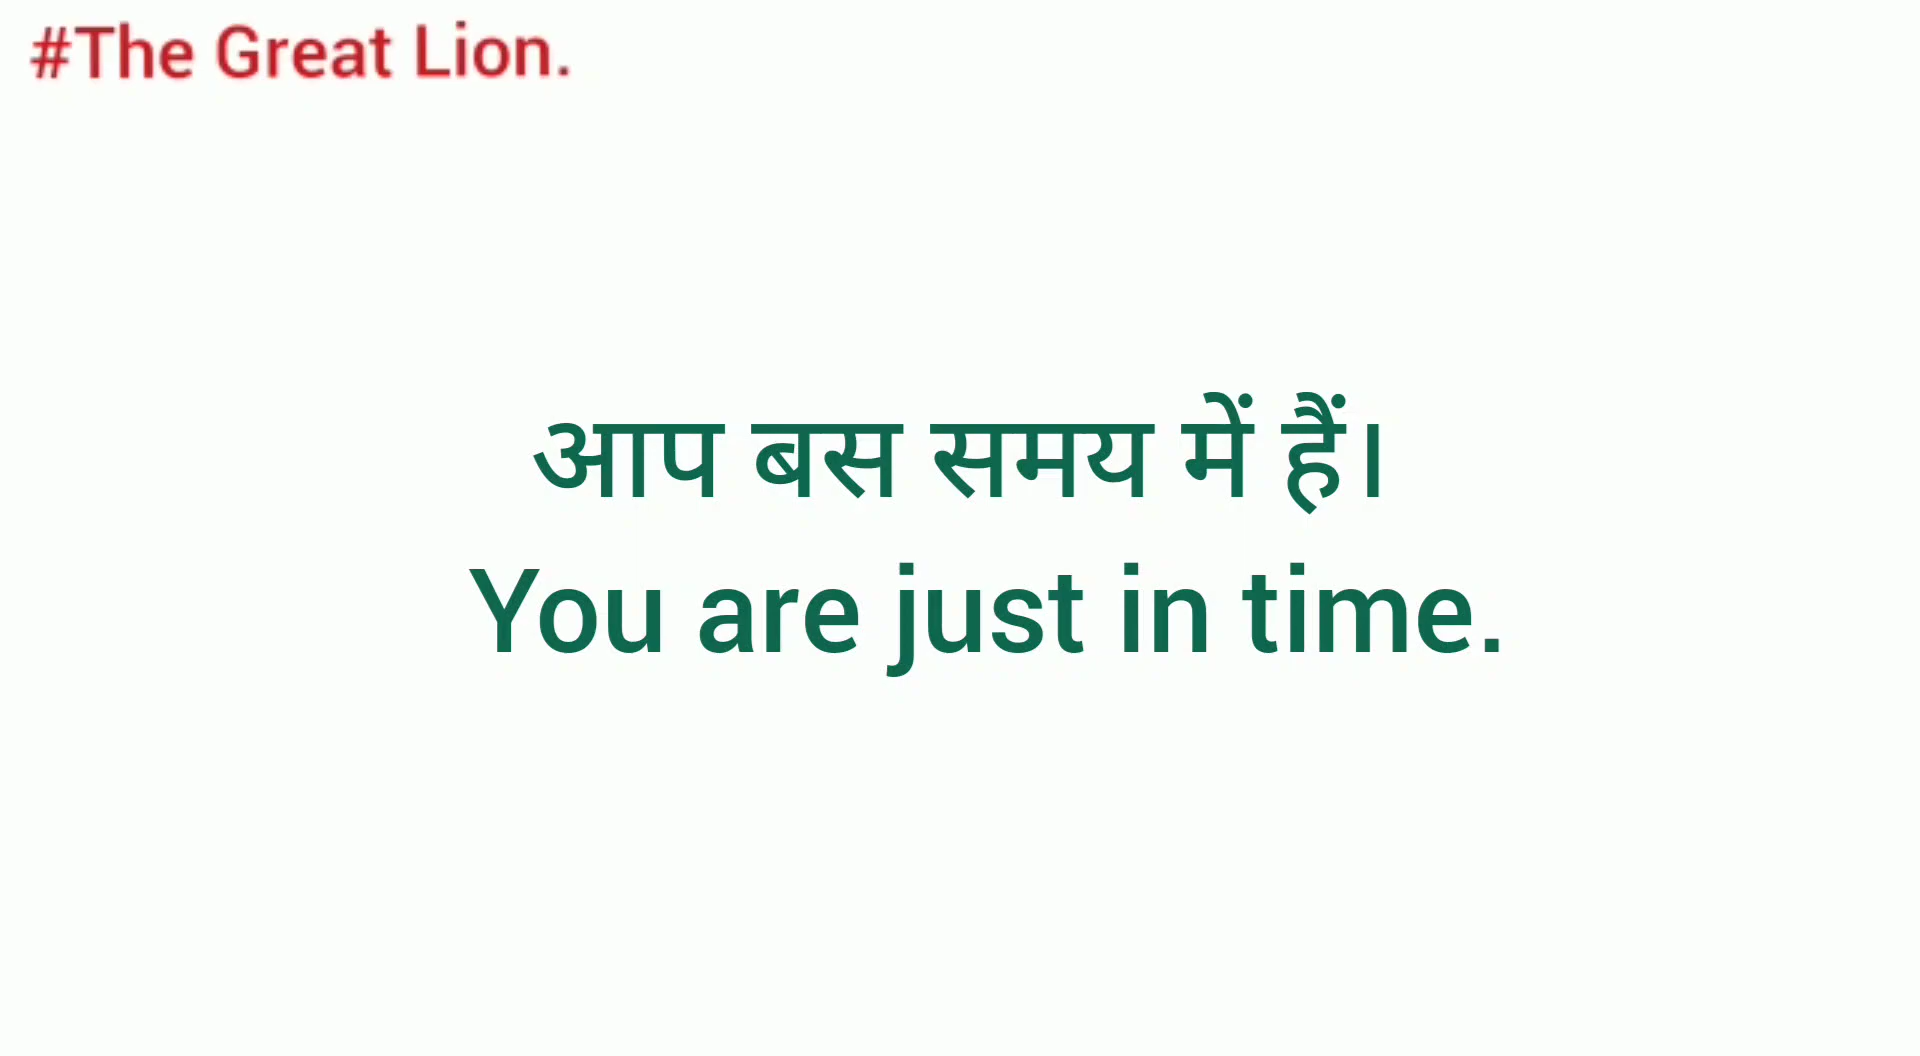 #The Great Lion.
आप बस समय में हैं।
You are just in time.